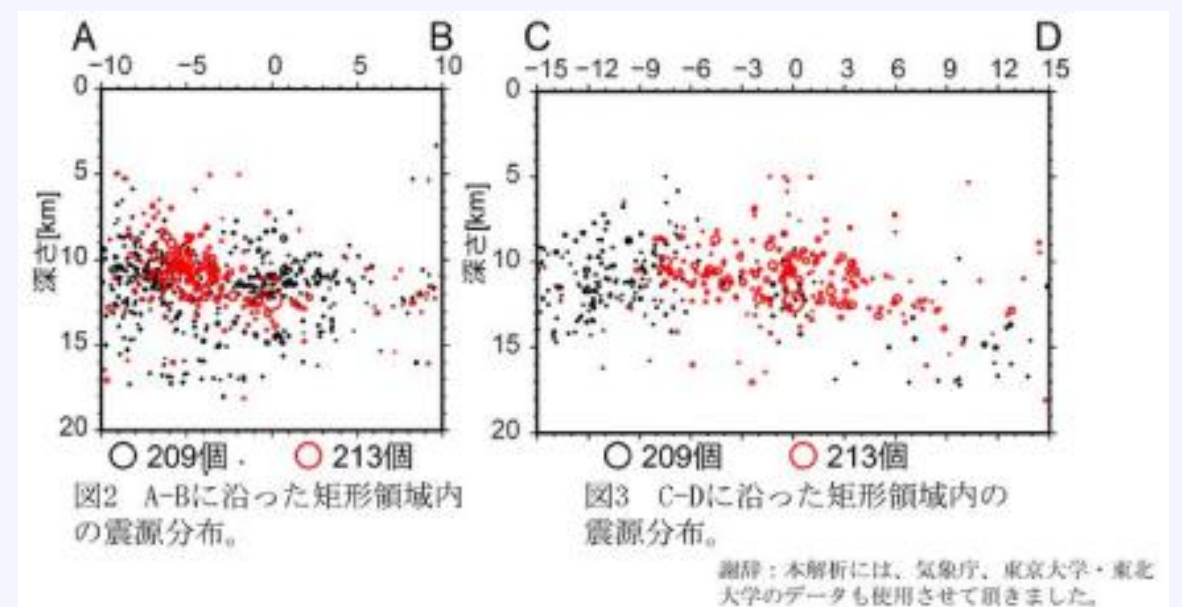 A B
-10 -5 0 5 10
0
5
10
15
20
深さ[km]
209個
213個
図2 A-Bに沿った矩形領域内
の震源分布。
C D
-15 -12 -9 -6 -3 0 3 6 9 12 15
0
5
10
15
20
深さ[km]
209個
213個
図3 C-Dに沿った矩形領域内の
震源分布。
謝辞：本解析には、気象庁、東京大学・東北
大学のデータも使用させて頂きました。